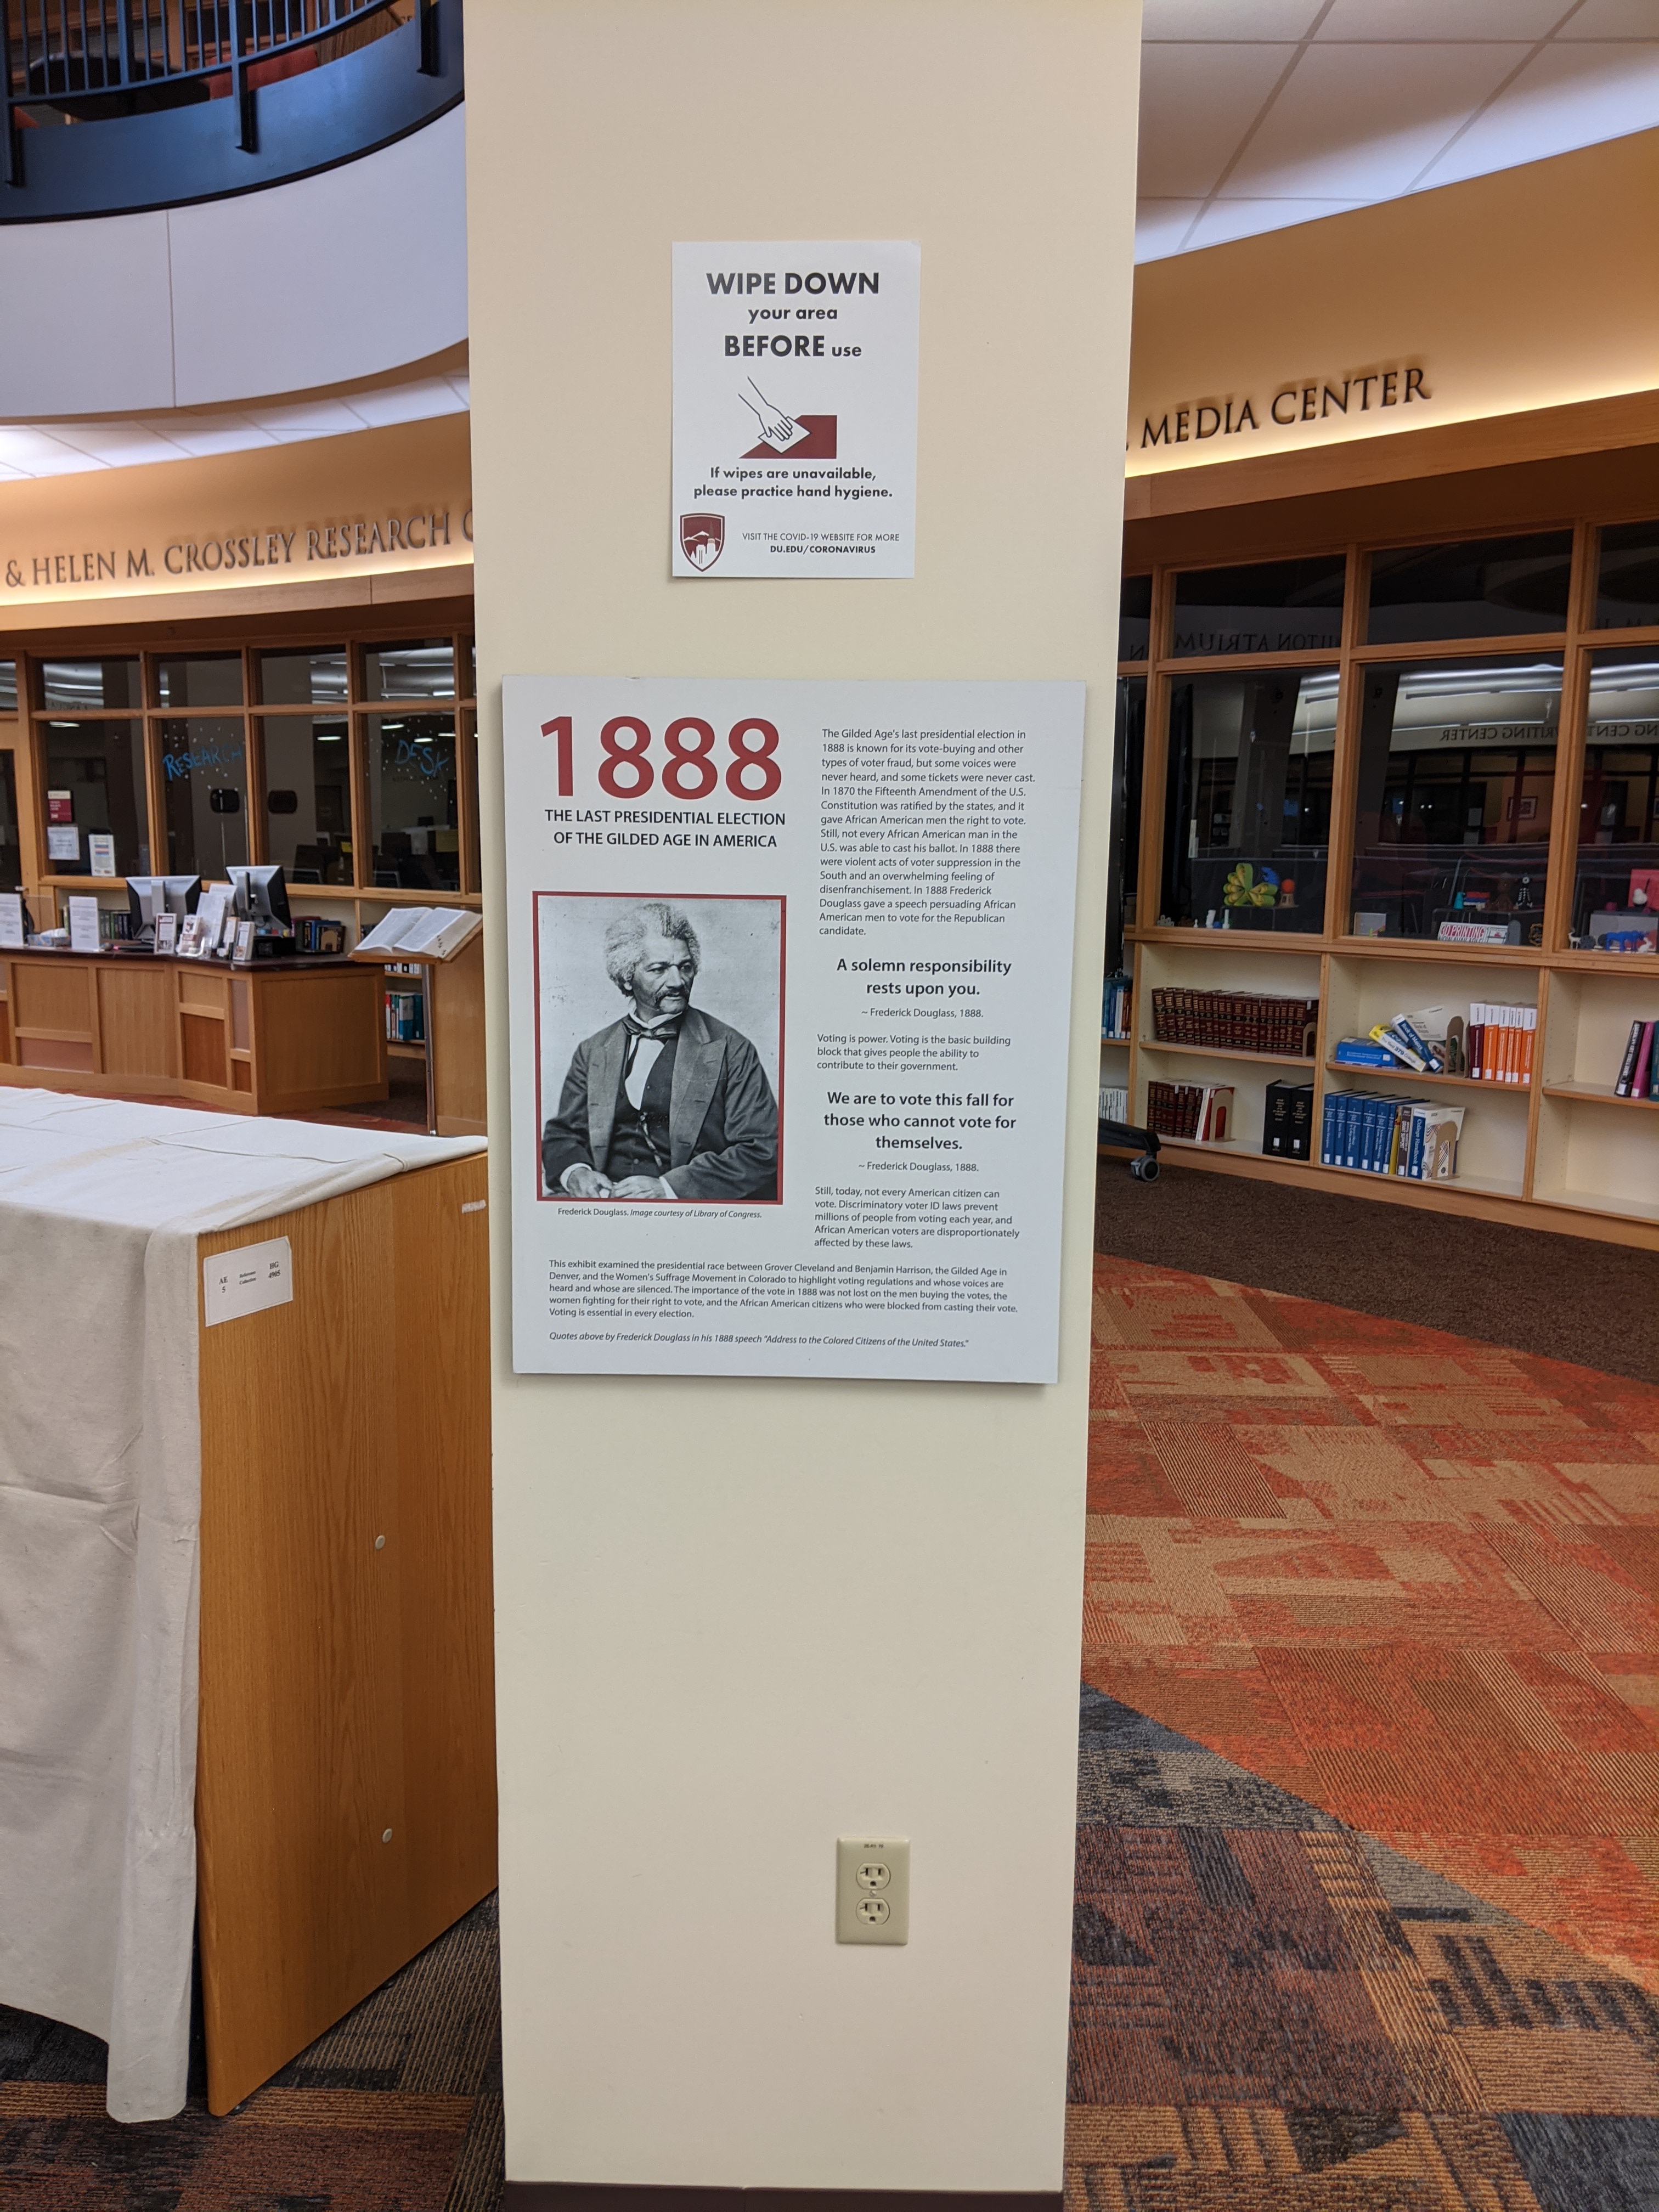 WIPE DOWN
your area
BEFORE use
If wipes are unavailable,
please practice hand hygiene.
VISIT THE COVID-19 WEBSITE FOR MORE
DU.EDU/CORONAVIRUS
MEDIA CENTER
& HELEN M. CROSSLEY RESEARCH
RESEARCH
DESK
1888
THE LAST PRESIDENTIAL ELECTION
OF THE GILDED AGE IN AMERICA
Frederick Douglass. Image courtesy of Library of Congress.
The Gilded Age's last presidential election in
1888 is known for its vote-buying and other
types of voter fraud, but some voices were
never heard, and some tickets were never cast.
In 1870 the Fifteenth Amendment of the U.S.
Constitution was ratified by the states, and it
gave African American men the right to vote.
Still, not every African American man in the
U.S. was able to cast his ballot. In 1888 there
were violent acts of voter suppression in the
South and an overwhelming feeling of
disenfranchisement. In 1888 Frederick
Douglass gave a speech persuading African
American men to vote for the Republican
candidate.
A solemn responsibility
rests upon you.
~ Frederick Douglass, 1888.
Voting is power. Voting is the basic building
block that gives people the ability to
contribute to their government.
We are to vote this fall for
those who cannot vote for
themselves.
~ Frederick Douglass, 1888.
Still, today, not every American citizen can
vote. Discriminatory voter ID laws prevent
millions of people from voting each year, and
African American voters are disproportionately
affected by these laws.
This exhibit examined the presidential race between Grover Cleveland and Benjamin Harrison, the Gilded Age in
Denver, and the Women's Suffrage Movement in Colorado to highlight voting regulations and whose voices are
heard and whose are silenced. The importance of the vote in 1888 was not lost on the men buying the votes, the
women fighting for their right to vote, and the African American citizens who were blocked from casting their vote.
Voting is essential in every election.
Quotes above by Frederick Douglass in his 1888 speech "Address to the Colored Citizens of the United States."
AE
5
Reference
Collection
HG
4905
3D PRINTING